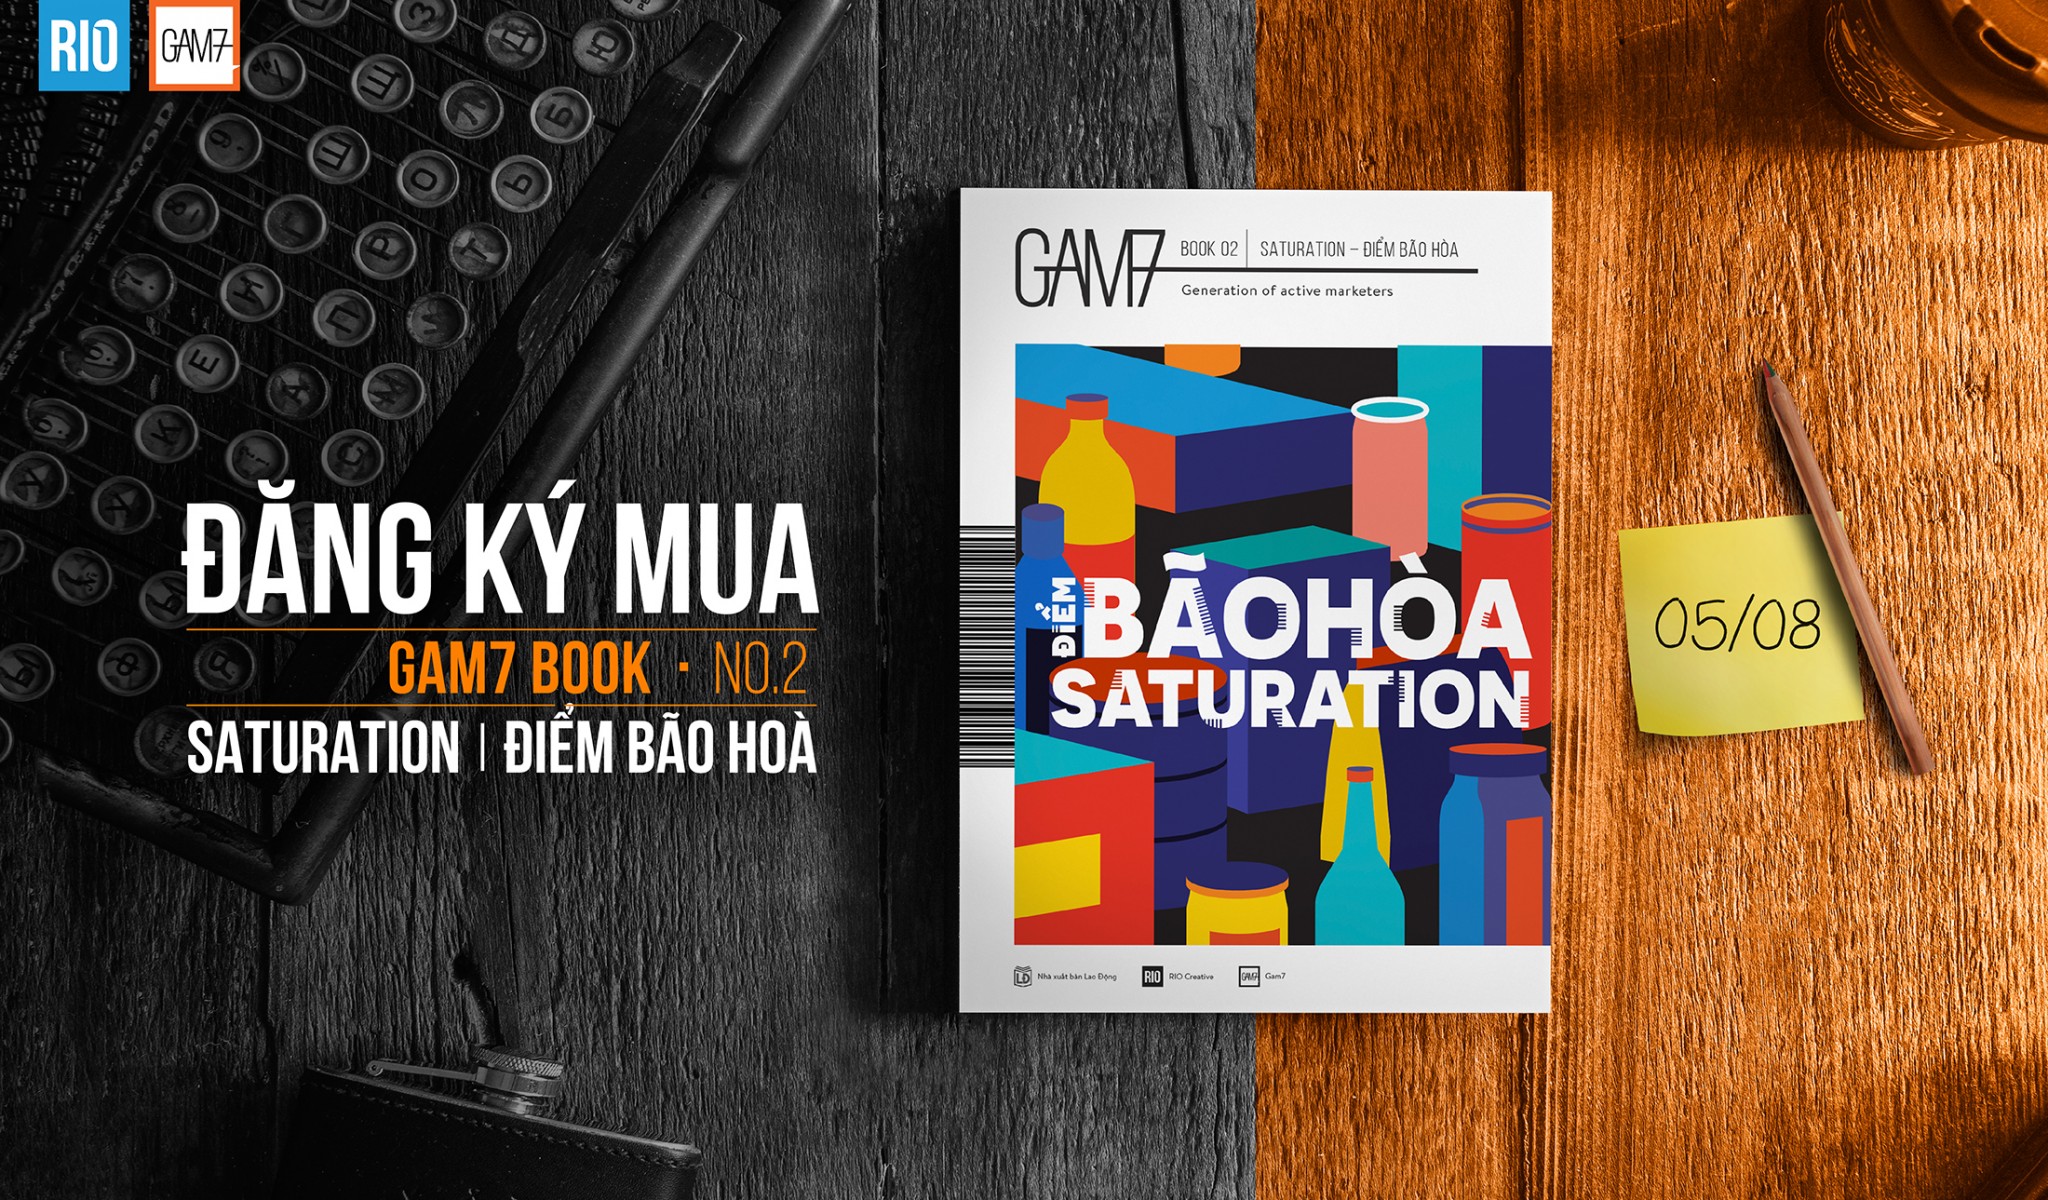 RIO
GAM7
ĐĂNG KÝ MUA
GAM7 BOOK · NO.2
SATURATION | ĐIỂM BÃO HOÀ
GAM7
BOOK 02 | SATURATION – ĐIỂM BÃO HÒA
Generation of active marketers
ĐIỂM
BÃOHÒA
SATURATION
LĐ Nhà xuất bản Lao Động
RIO RIO Creative
GAM7 Gam7
05/08